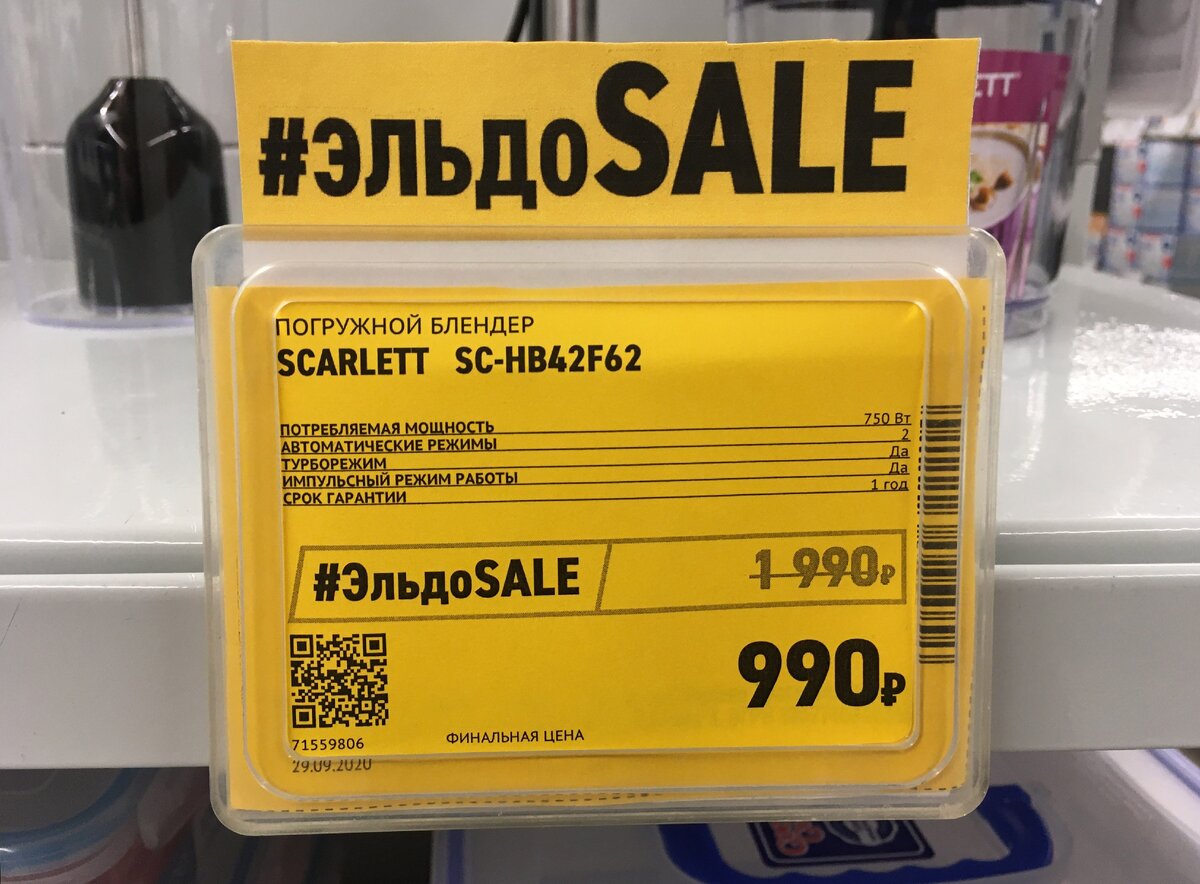 #ЭльдоSALE
ETT
ПОГРУЖНОЙ БЛЕНДЕР
SCARLETT SC-HB42F62
ПОТРЕБЛЯЕМАЯ МОЩНОСТЬ 750 Вт
АВТОМАТИЧЕСКИЕ РЕЖИМЫ 2
ТУРБОРЕЖИМ Да
ИМПУЛЬСНЫЙ РЕЖИМ РАБОТЫ Да
СРОК ГАРАНТИИ 1 год
#ЭльдоSALE 1 990₽
990₽
71559806
ФИНАЛЬНАЯ ЦЕНА
29.09.2020